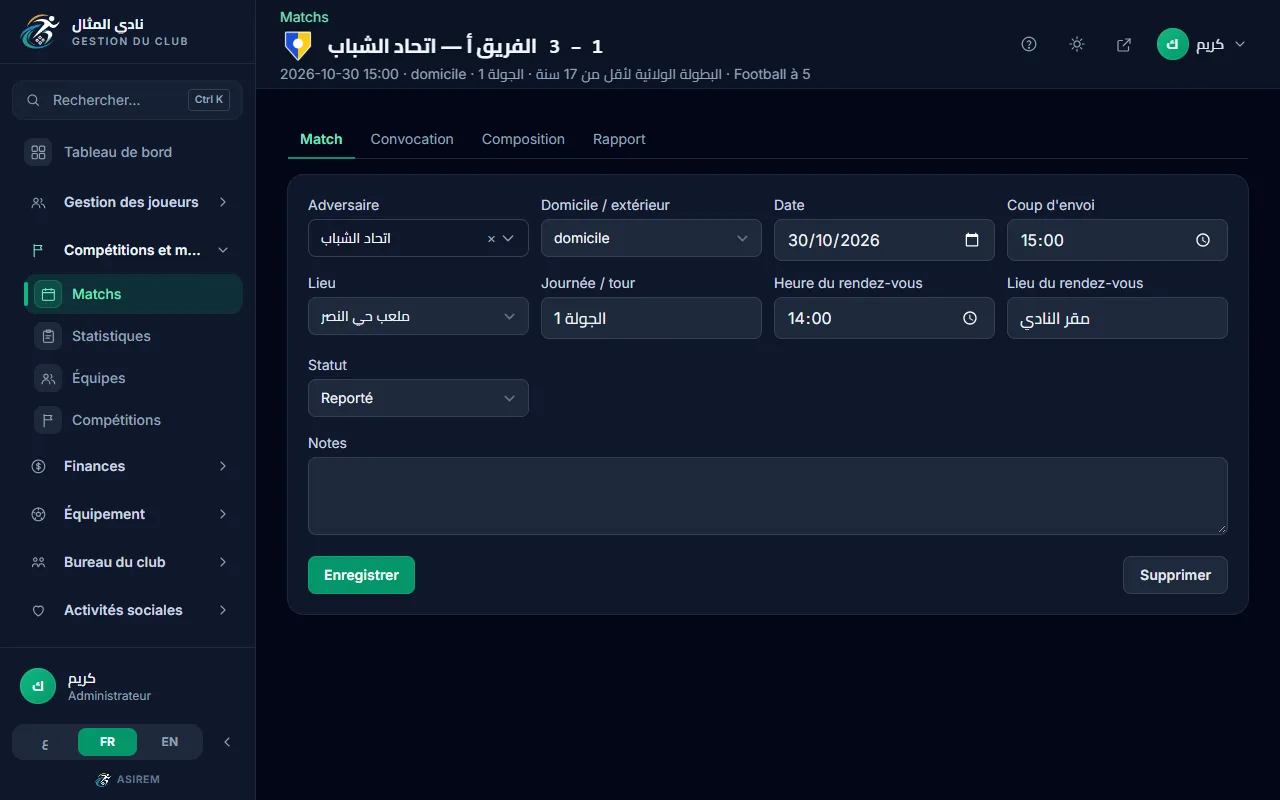 نادي المثال
GESTION DU CLUB
Rechercher...
Ctrl K
Tableau de bord
Gestion des joueurs
Compétitions et m...
Matchs
Statistiques
Équipes
Compétitions
Finances
Équipement
Bureau du club
Activités sociales
ك
كريم
Administrateur
ع
FR
EN
ASIREM
Matchs
الفريق أ — اتحاد الشباب 3 – 1
2026-10-30 15:00 · domicile · الجولة 1 · البطولة الولائية لأقل من 17 سنة · Football à 5
ك
كريم
Match
Convocation
Composition
Rapport
Adversaire
Domicile / extérieur
Date
Coup d'envoi
اتحاد الشباب
×
domicile
30/10/2026
15:00
Lieu
Journée / tour
Heure du rendez-vous
Lieu du rendez-vous
ملعب حي النصر
الجولة 1
14:00
مقر النادي
Statut
Reporté
Notes
Enregistrer
Supprimer